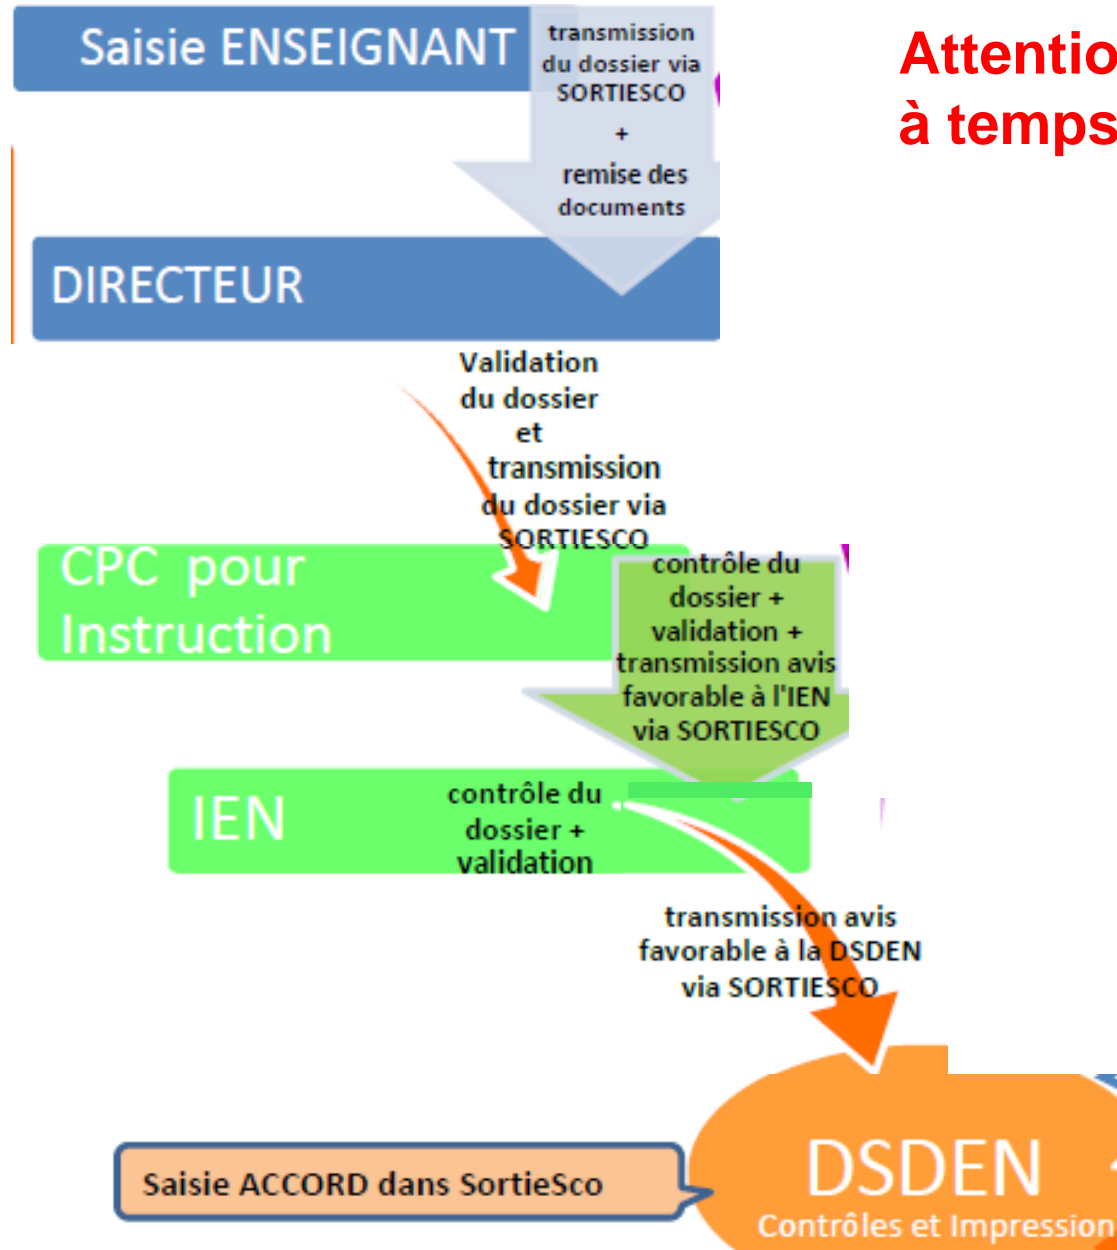 Saisie ENSEIGNANT
transmission
du dossier via
SORTIESCO
+
remise des
documents
Attentio
à temps
DIRECTEUR
Validation
du dossier
et
transmission
du dossier via
SORTIESCO
CPC pour
Instruction
contrôle du
dossier +
validation +
transmission avis
favorable à l'IEN
via SORTIESCO
IEN
contrôle du
dossier +
validation
transmission avis
favorable à la DSDEN
via SORTIESCO
Saisie ACCORD dans SortieSco
DSDEN
Contrôles et Impression